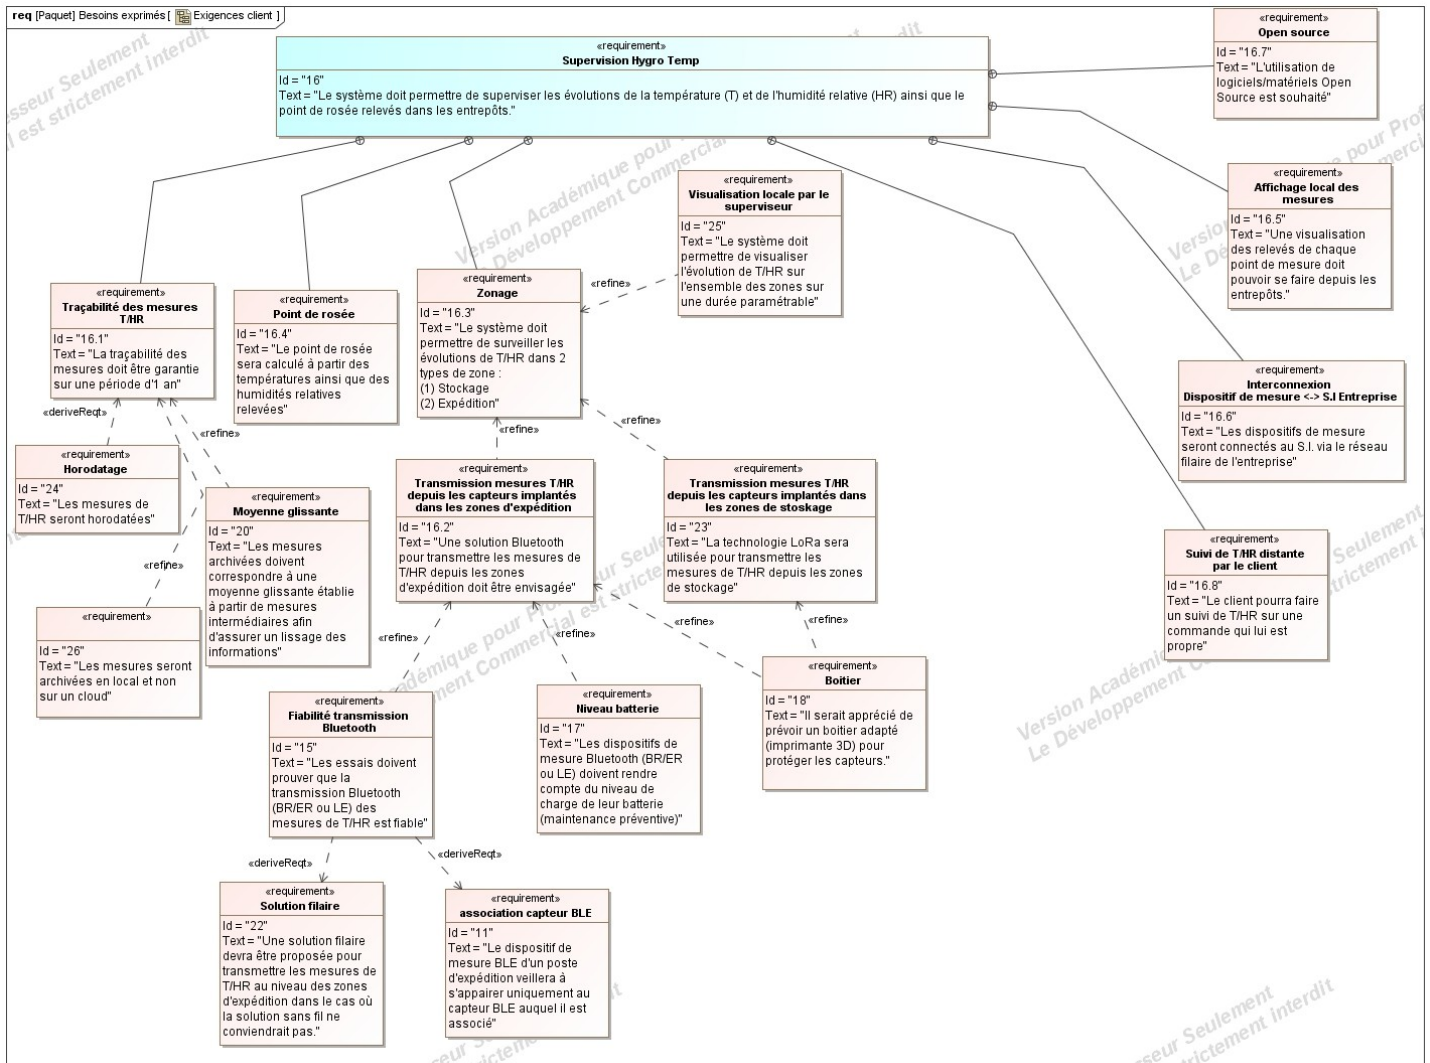 req [Paquet] Besoins exprimés [ Exigences client ]
«requirement»
Supervision Hygro Temp
Id = "16"
Text = "Le système doit permettre de superviser les évolutions de la température (T) et de l'humidité relative (HR) ainsi que le
point de rosée relevés dans les entrepôts."
«requirement»
Open source
Id = "16.7"
Text = "L'utilisation de
logiciels/matériels Open
Source est souhaité"
«requirement»
Visualisation locale par le
superviseur
Id = "25"
Text = "Le système doit
permettre de visualiser
l'évolution de T/HR sur
l'ensemble des zones sur
une durée paramétrable"
«requirement»
Affichage local des
mesures
Id = "16.5"
Text = "Une visualisation
des relevés de chaque
point de mesure doit
pouvoir se faire depuis les
entrepôts."
«requirement»
Traçabilité des mesures
T/HR
Id = "16.1"
Text = "La traçabilité des
mesures doit être garantie
sur une période d'1 an"
«requirement»
Point de rosée
Id = "16.4"
Text = "Le point de rosée
sera calculé à partir des
températures ainsi que des
humidités relatives
relevées"
«requirement»
Zonage
Id = "16.3"
Text = "Le système doit
permettre de surveiller les
évolutions de T/HR dans 2
types de zone :
(1) Stockage
(2) Expédition"
«refine»
«requirement»
Interconnexion
Dispositif de mesure <-> S.I Entreprise
Id = "16.6"
Text = "Les dispositifs de mesure
seront connectés au S.I. via le réseau
filaire de l'entreprise"
«deriveReqt»
«refine»
«refine»
«refine»
«requirement»
Horodatage
Id = "24"
Text = "Les mesures de
T/HR seront horodatées"
«requirement»
Moyenne glissante
Id = "20"
Text = "Les mesures
archivées doivent
correspondre à une
moyenne glissante établie
à partir de mesures
intermédiaires afin
d'assurer un lissage des
informations"
«requirement»
Transmission mesures T/HR
depuis les capteurs implantés
dans les zones d'expédition
Id = "16.2"
Text = "Une solution Bluetooth
pour transmettre les mesures de
T/HR depuis les zones
d'expédition doit être envisagée"
«requirement»
Transmission mesures T/HR
depuis les capteurs implantés dans
les zones de stoskage
Id = "23"
Text = "La technologie LoRa sera
utilisée pour transmettre les
mesures de T/HR depuis les zones
de stockage"
«requirement»
Suivi de T/HR distante
par le client
Id = "16.8"
Text = "Le client pourra faire
un suivi de T/HR sur une
commande qui lui est
propre"
«refine»
«requirement»
Id = "26"
Text = "Les mesures seront
archivées en local et non
sur un cloud"
«refine»
«refine»
«refine»
«refine»
«requirement»
Fiabilité transmission
Bluetooth
Id = "15"
Text = "Les essais doivent
prouver que la
transmission Bluetooth
(BR/ER ou LE) des
mesures de T/HR est fiable"
«requirement»
Niveau batterie
Id = "17"
Text = "Les dispositifs de
mesure Bluetooth (BR/ER
ou LE) doivent rendre
compte du niveau de
charge de leur batterie
(maintenance préventive)"
«requirement»
Boitier
Id = "18"
Text = "Il serait apprécié de
prévoir un boitier adapté
(imprimante 3D) pour
protéger les capteurs."
«deriveReqt»
«deriveReqt»
«requirement»
Solution filaire
Id = "22"
Text = "Une solution filaire
devra être proposée pour
transmettre les mesures de
T/HR au niveau des zones
d'expédition dans le cas où
la solution sans fil ne
conviendrait pas."
«requirement»
association capteur BLE
Id = "11"
Text = "Le dispositif de
mesure BLE d'un poste
d'expédition veillera à
s'appairer uniquement au
capteur BLE auquel il est
associé"